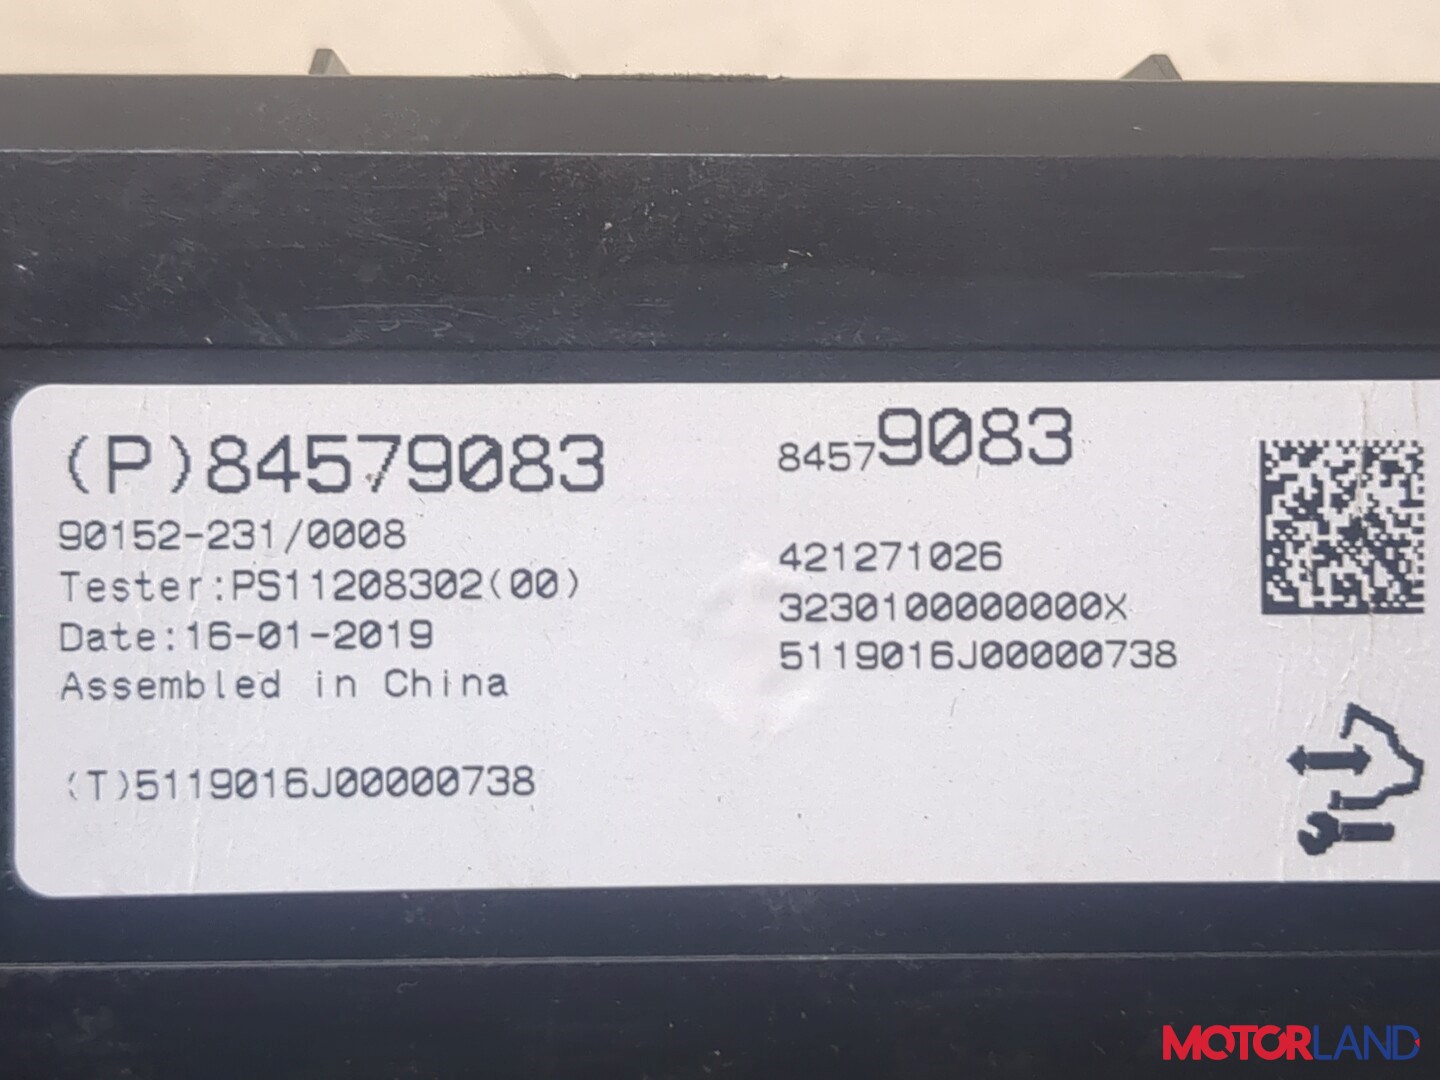 (P)84579083
90152-231/0008
Tester:PS11208302(00)
Date:16-01-2019
Assembled in China
(T)5119016J00000738
84579083
421271026
3230100000000X
5119016J00000738
MOTORLAND